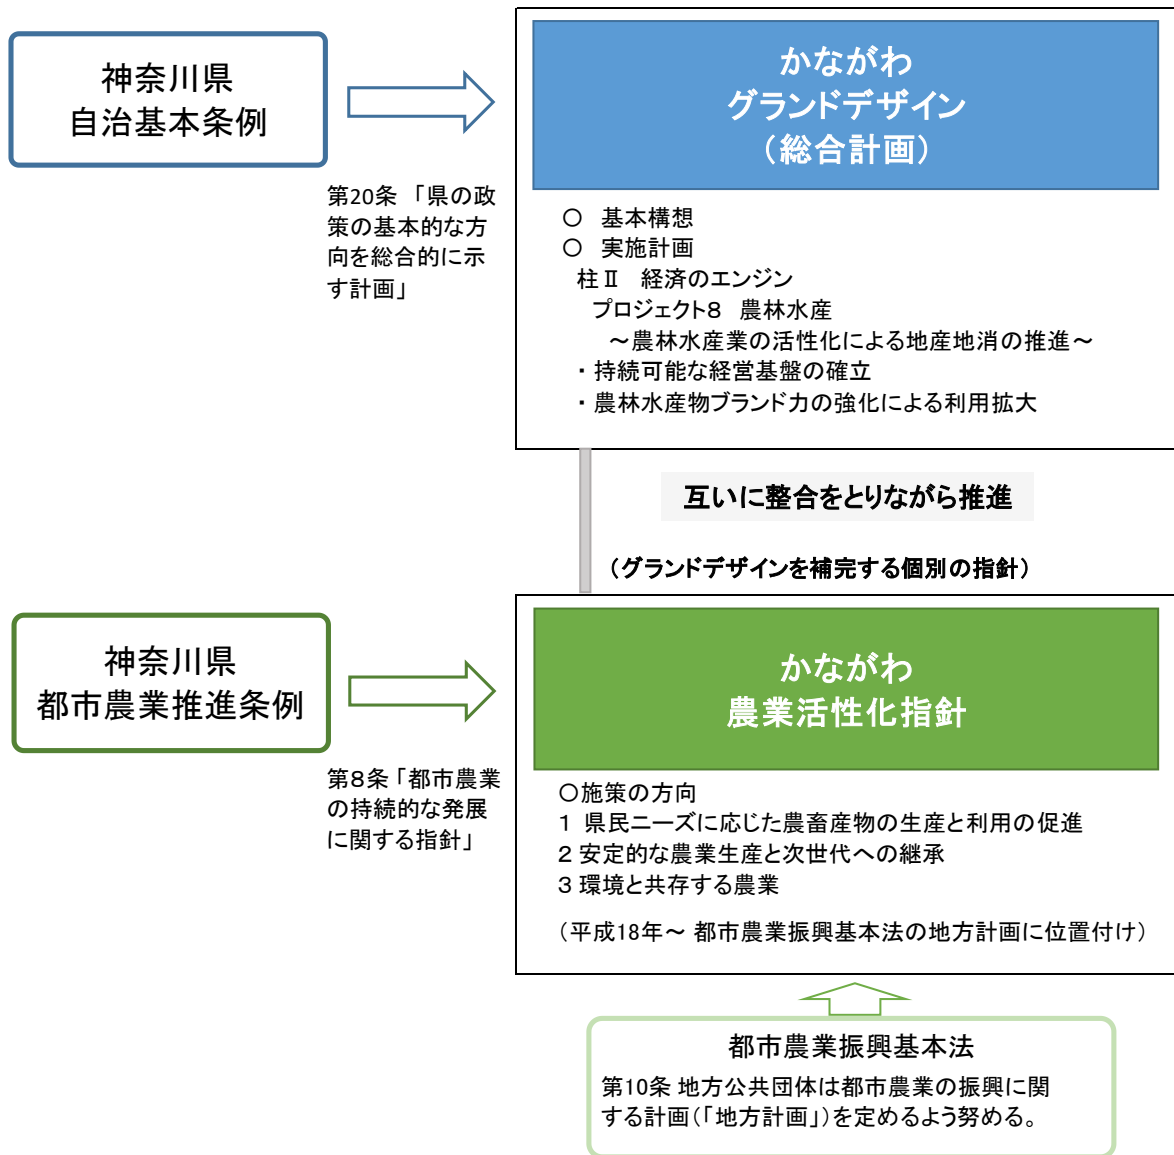 神奈川県
自治基本条例
第20条 「県の政
策の基本的な方
向を総合的に示
す計画」
かながわ
グランドデザイン
（総合計画）
○ 基本構想
○ 実施計画
柱Ⅱ 経済のエンジン
プロジェクト８ 農林水産
～農林水産業の活性化による地産地消の推進～
・ 持続可能な経営基盤の確立
・ 農林水産物ブランド力の強化による利用拡大
互いに整合をとりながら推進
（グランドデザインを補完する個別の指針）
神奈川県
都市農業推進条例
第８条 「都市農業
の持続的な発展
に関する指針」
かながわ
農業活性化指針
○施策の方向
１ 県民ニーズに応じた農畜産物の生産と利用の促進
２ 安定的な農業生産と次世代への継承
３ 環境と共存する農業
（平成18年～ 都市農業振興基本法の地方計画に位置付け）
都市農業振興基本法
第10条 地方公共団体は都市農業の振興に関
する計画（「地方計画」）を定めるよう努める。